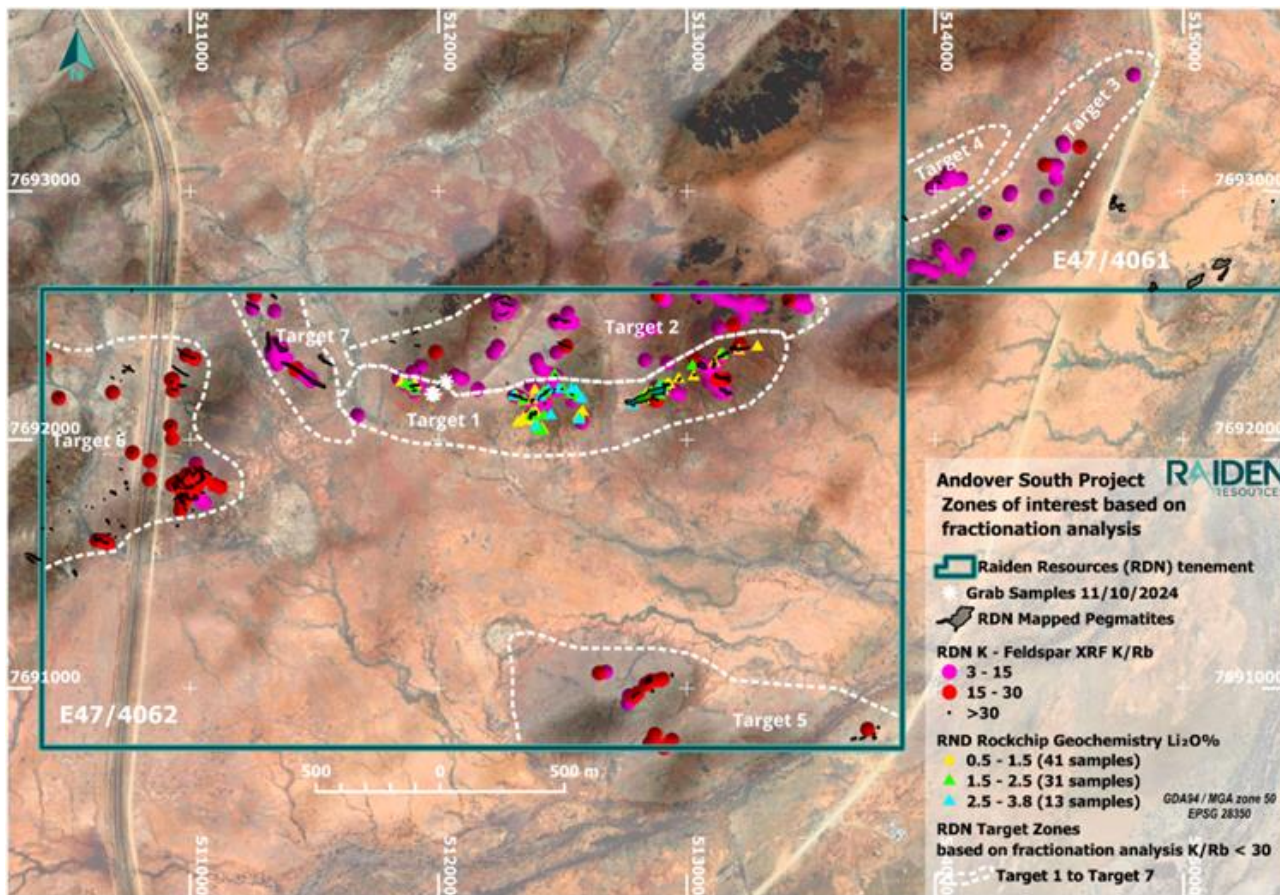 511000
512000
513000
514000
515000
7693000
7693000
Target 3
Target 4
E47/4061
Target 7
Target 2
Target 1
7692000
7692000
Target 6
7691000
7691000
E47/4062
Target 5
500 0 500 m
Andover South Project
RAIDEN
Zones of interest based on
fractionation analysis
Raiden Resources (RDN) tenement
Grab Samples 11/10/2024
RDN Mapped Pegmatites
RDN K - Feldspar XRF K/Rb
3 - 15
15 - 30
>30
RND Rockchip Geochemistry Li₂O%
0.5 - 1.5 (41 samples)
1.5 - 2.5 (31 samples)
2.5 - 3.8 (13 samples)
GDA94 / MGA zone 50
EPSG 28350
RDN Target Zones
based on fractionation analysis K/Rb < 30
Target 1 to Target 7
511000
512000
513000